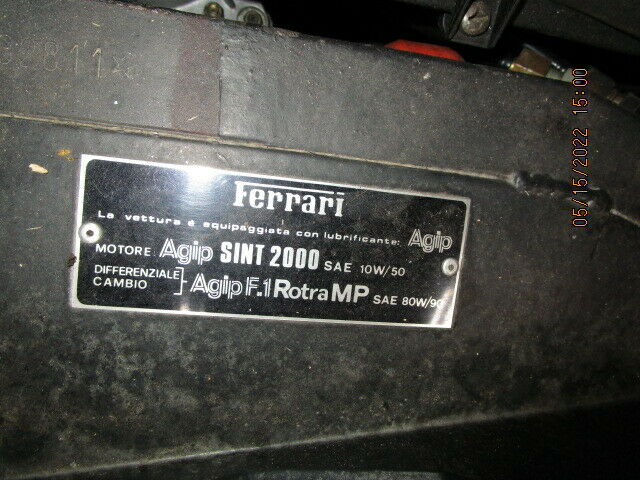 Ferrari
La vettura è equipaggiata con lubrificante: Agip
MOTORE: Agip SINT 2000 SAE 10W/50
DIFFERENZIALE
CAMBIO
Agip F.1 Rotra MP SAE 80W/90
05/15/2022 15:00